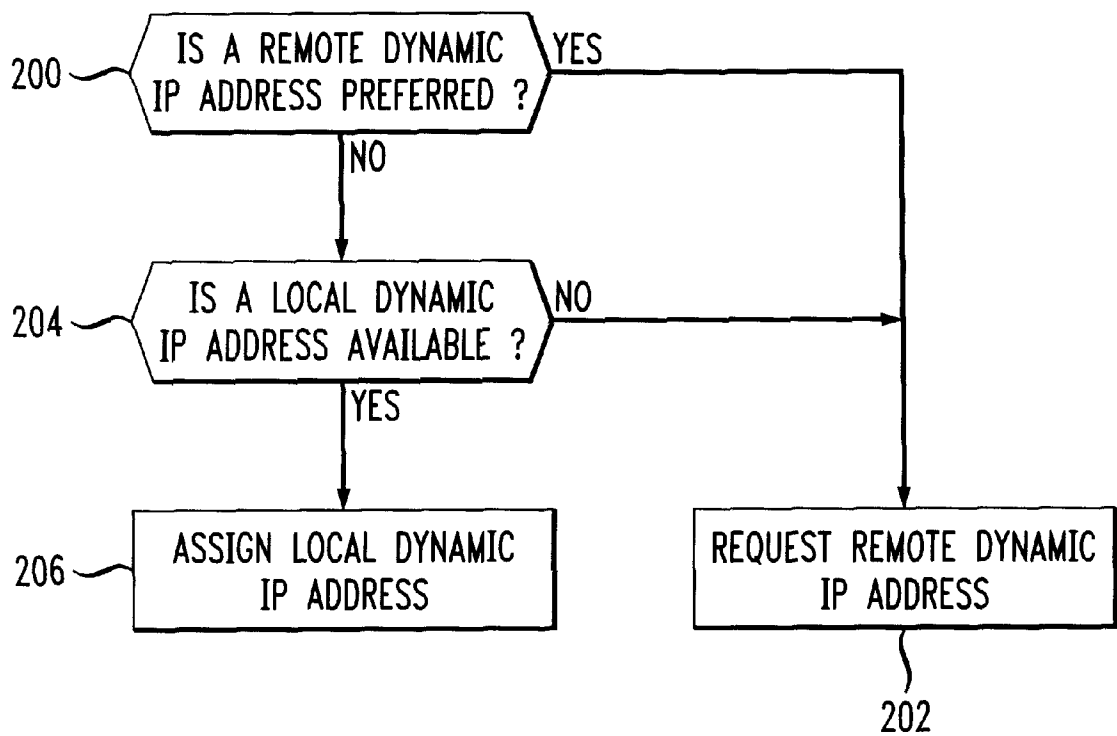 200
IS A REMOTE DYNAMIC
IP ADDRESS PREFERRED ?
YES
NO
204
IS A LOCAL DYNAMIC
IP ADDRESS AVAILABLE ?
NO
YES
206
ASSIGN LOCAL DYNAMIC
IP ADDRESS
REQUEST REMOTE DYNAMIC
IP ADDRESS
202